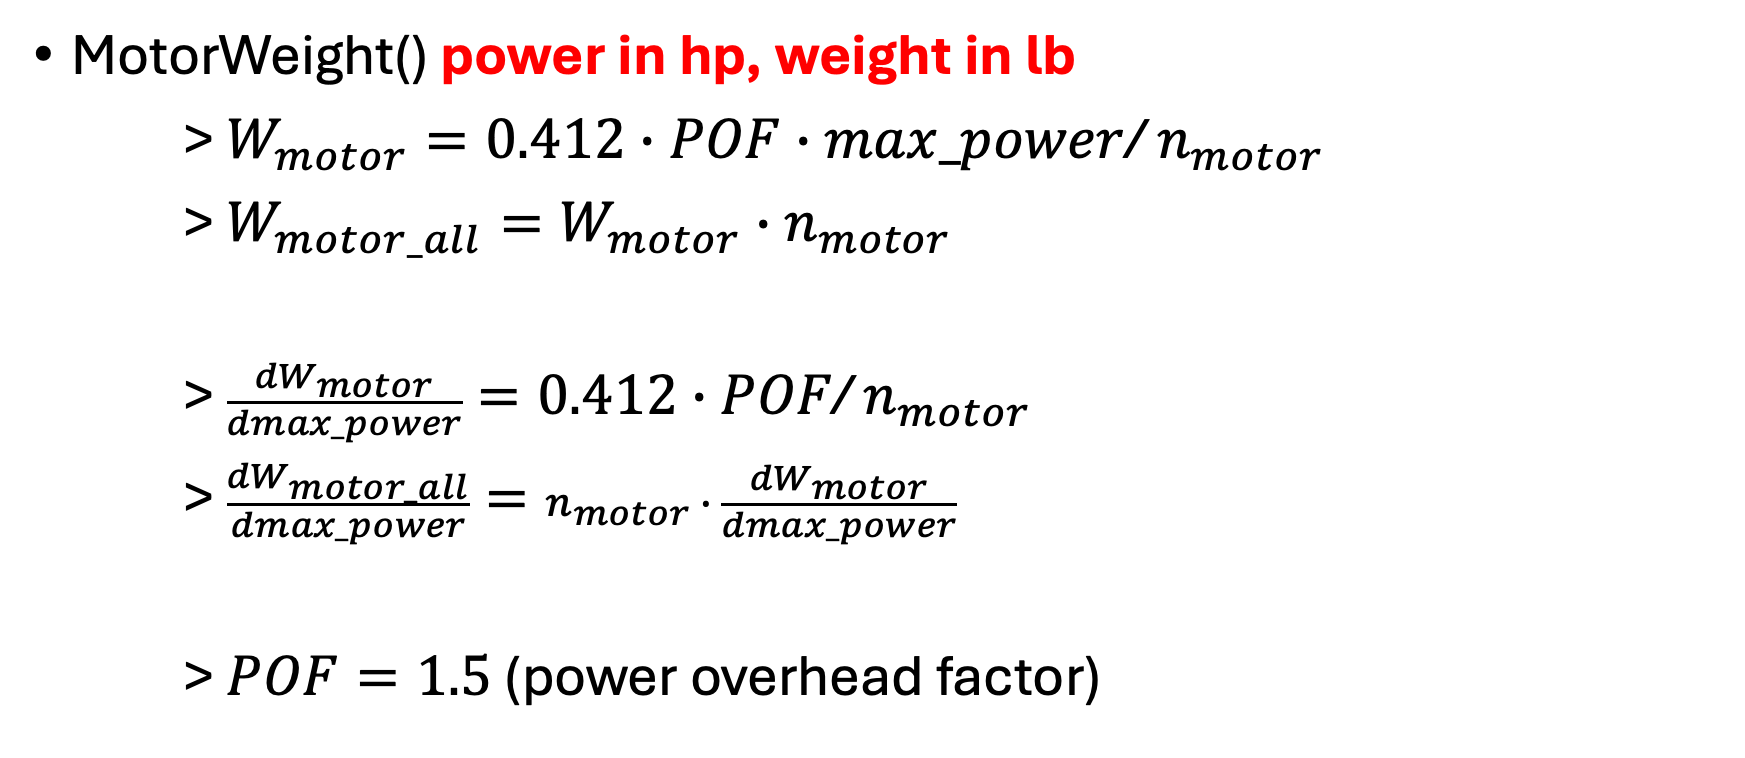 • MotorWeight() power in hp, weight in lb
> W_motor = 0.412 · POF · max_power/n_motor
> W_motor_all = W_motor · n_motor
> dW_motor/dmax_power = 0.412 · POF/n_motor
> dW_motor_all/dmax_power = n_motor · dW_motor/dmax_power
> POF = 1.5 (power overhead factor)